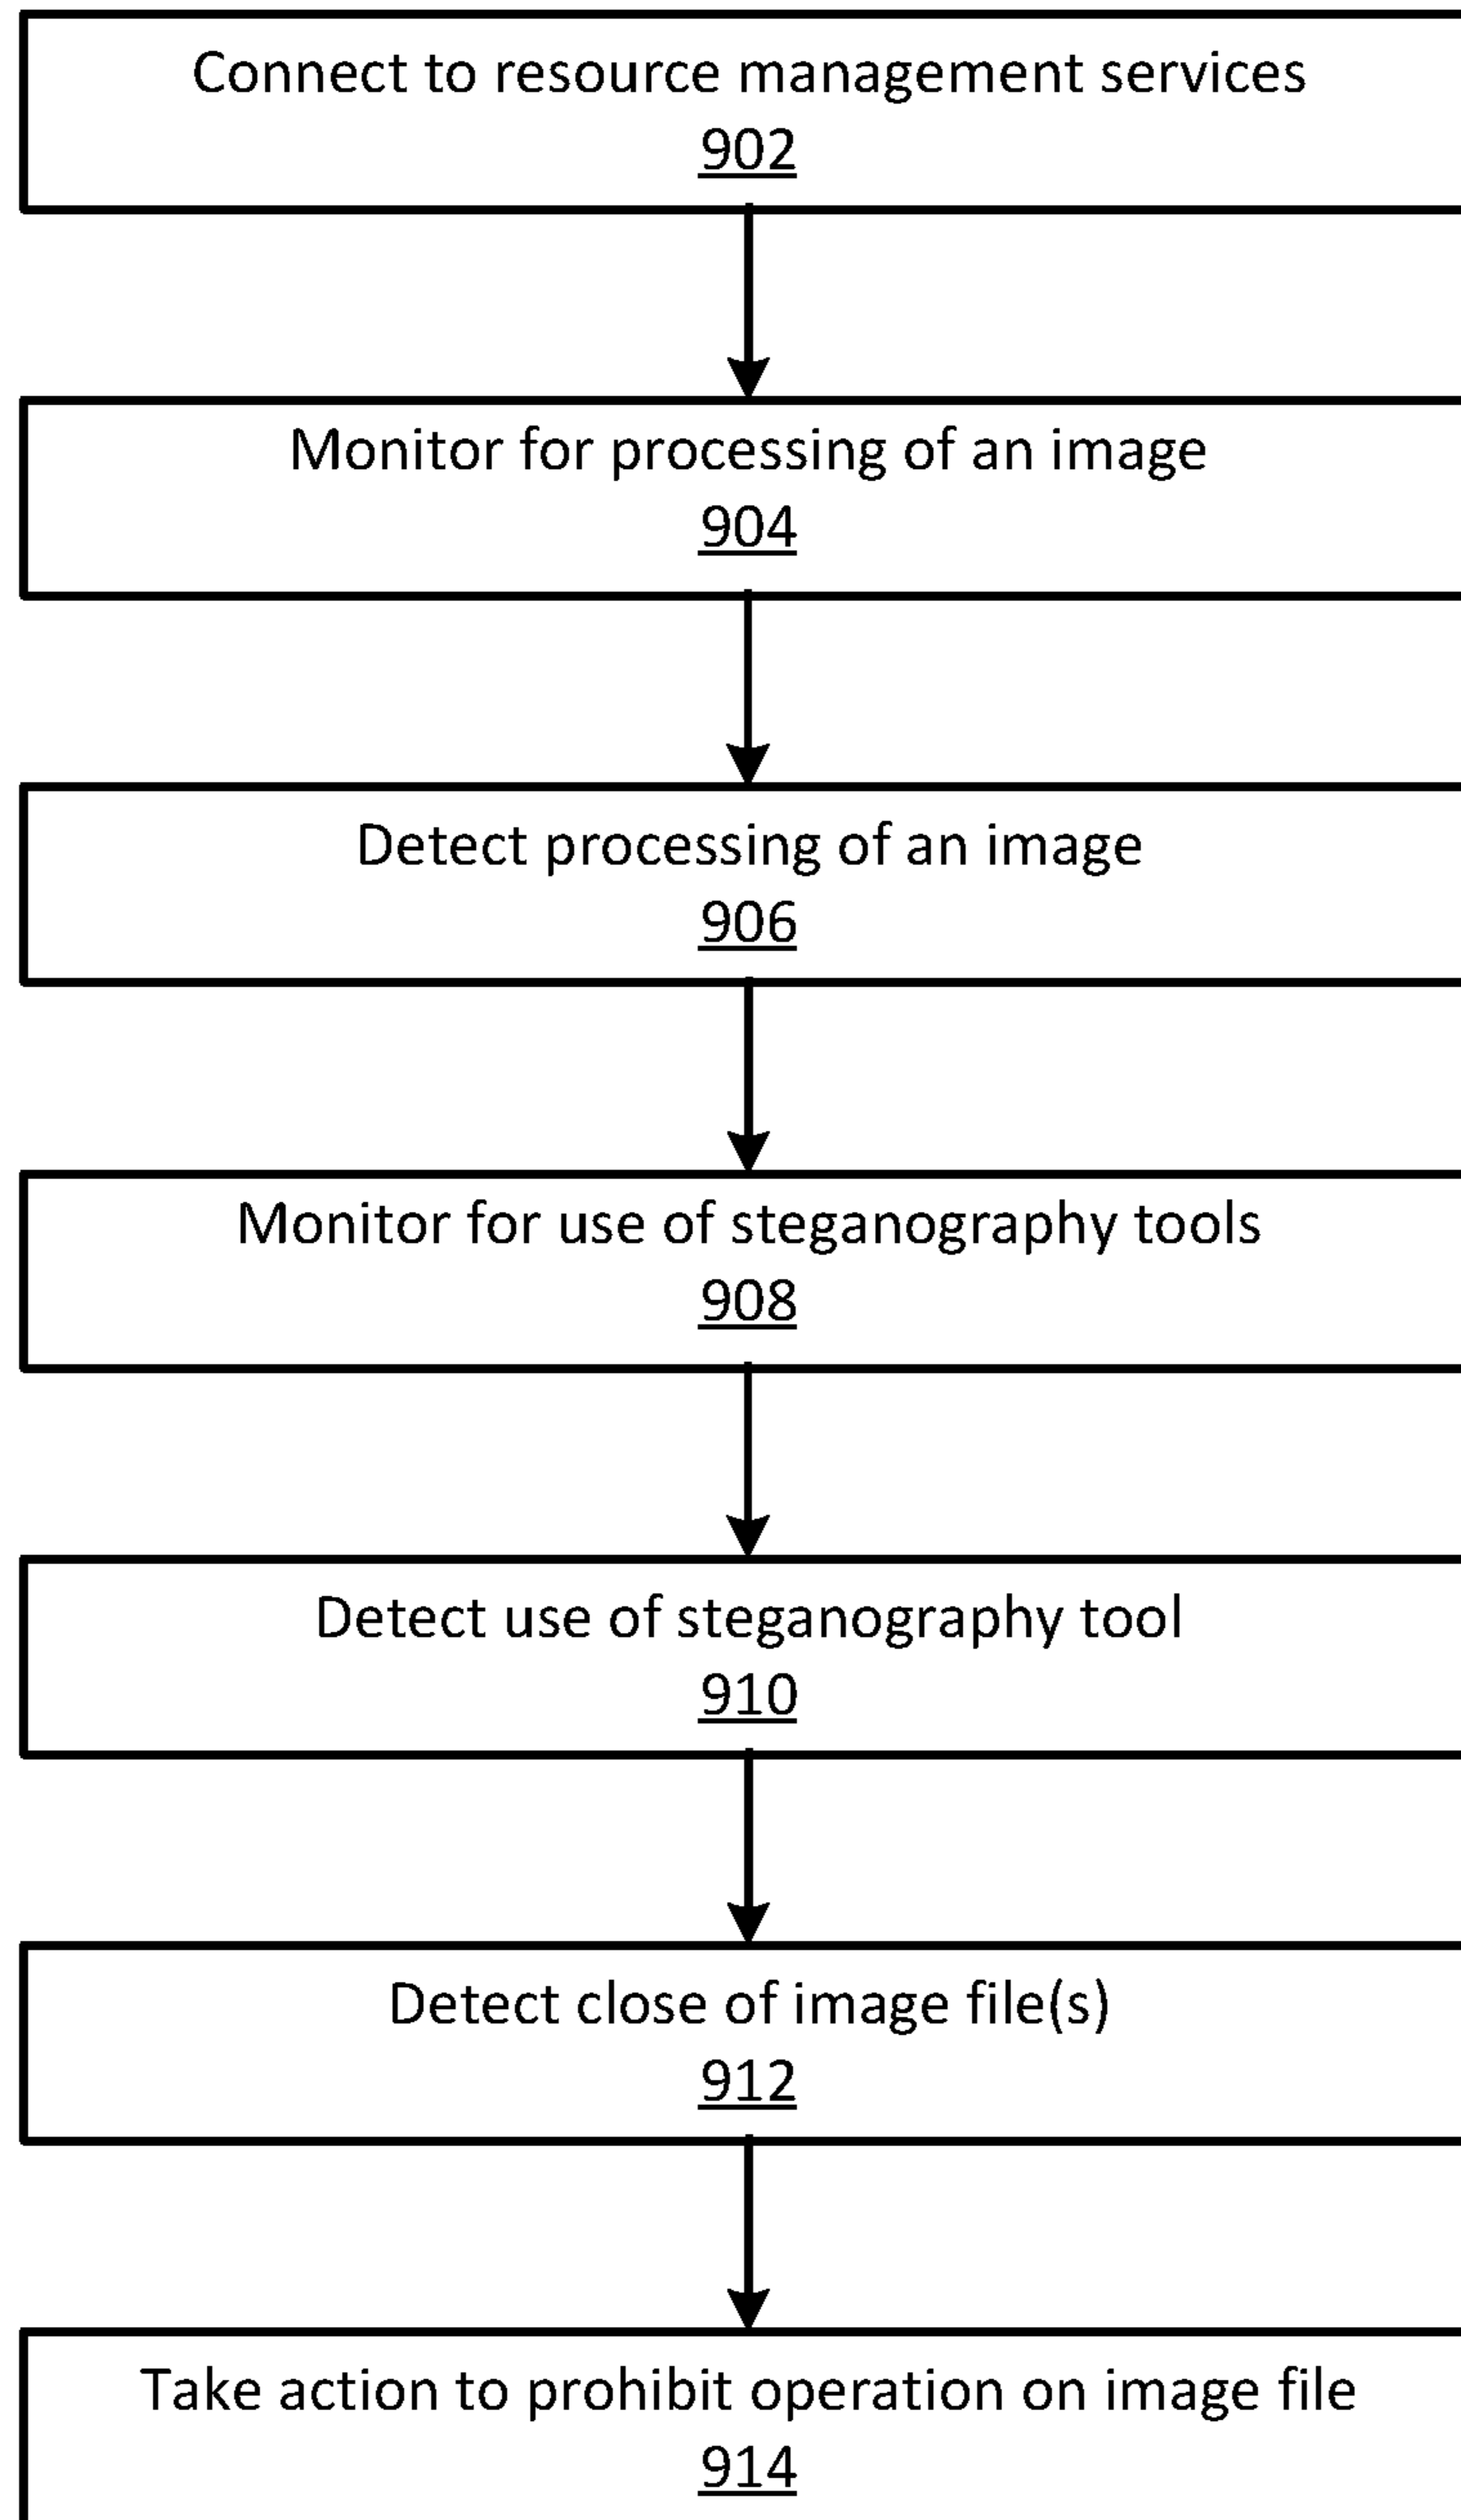 Connect to resource management services
902
Monitor for processing of an image
904
Detect processing of an image
906
Monitor for use of steganography tools
908
Detect use of steganography tool
910
Detect close of image file(s)
912
Take action to prohibit operation on image file
914